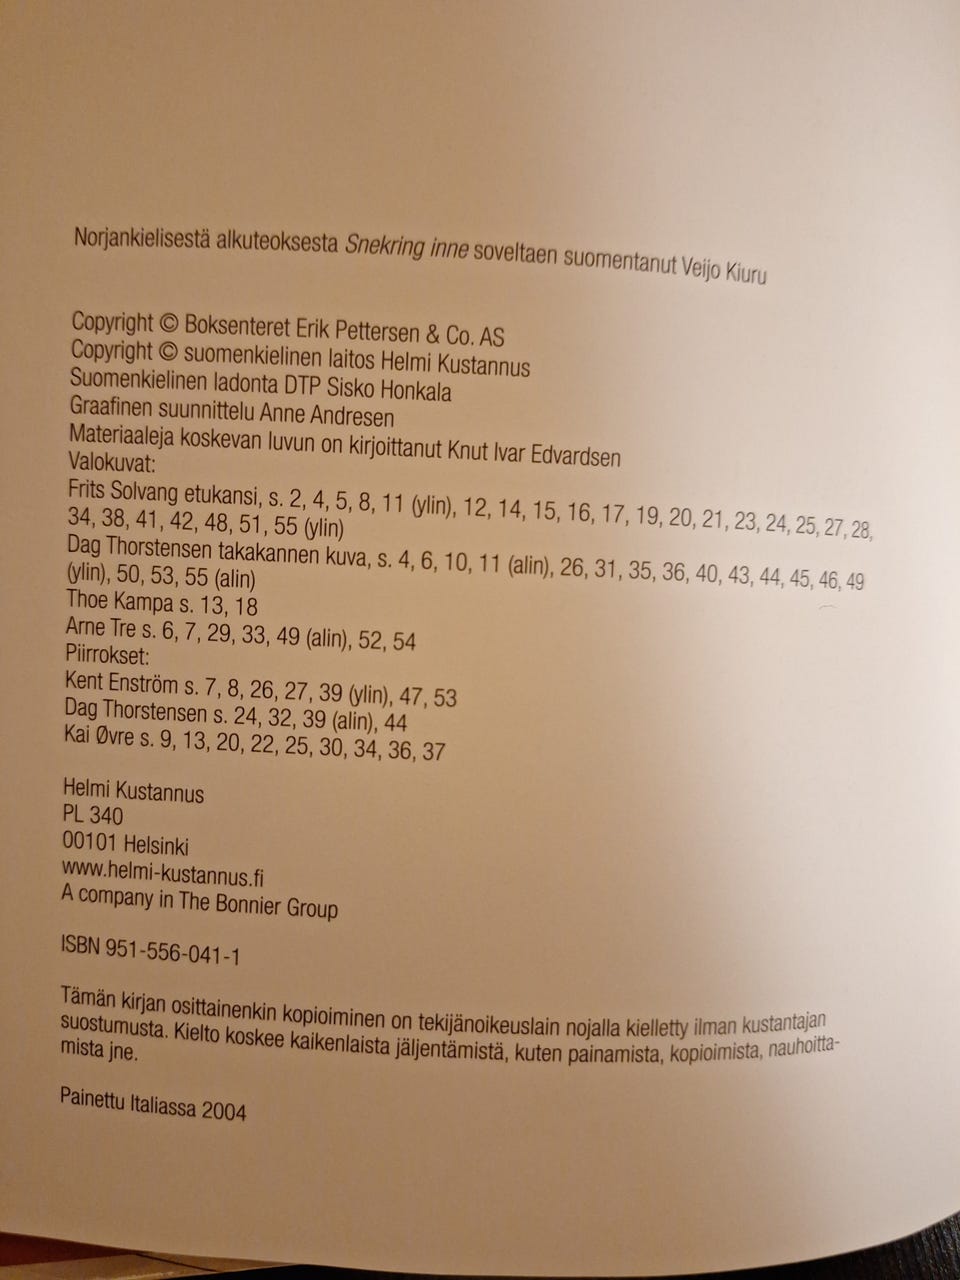 Norjankielisestä alkuteoksesta Snekring inne soveltaen suomentanut Veijo Kiuru
Copyright © Boksenteret Erik Pettersen & Co. AS
Copyright © suomenkielinen laitos Helmi Kustannus
Suomenkielinen ladonta DTP Sisko Honkala
Graafinen suunnittelu Anne Andresen
Materiaaleja koskevan luvun on kirjoittanut Knut Ivar Edvardsen
Valokuvat:
Frits Solvang etukansi, s. 2, 4, 5, 8, 11 (ylin), 12, 14, 15, 16, 17, 19, 20, 21, 23, 24, 25, 27, 28,
34, 38, 41, 42, 48, 51, 55 (ylin)
Dag Thorstensen takakannen kuva, s. 4, 6, 10, 11 (alin), 26, 31, 35, 36, 40, 43, 44, 45, 46, 49
(ylin), 50, 53, 55 (alin)
Thoe Kampa s. 13, 18
Arne Tre s. 6, 7, 29, 33, 49 (alin), 52, 54
Piirrokset:
Kent Enström s. 7, 8, 26, 27, 39 (ylin), 47, 53
Dag Thorstensen s. 24, 32, 39 (alin), 44
Kai Øvre s. 9, 13, 20, 22, 25, 30, 34, 36, 37
Helmi Kustannus
PL 340
00101 Helsinki
www.helmi-kustannus.fi
A company in The Bonnier Group
ISBN 951-556-041-1
Tämän kirjan osittainenkin kopioiminen on tekijänoikeuslain nojalla kielletty ilman kustantajan
suostumusta. Kielto koskee kaikenlaista jäljentämistä, kuten painamista, kopioimista, nauhoitta-
mista jne.
Painettu Italiassa 2004